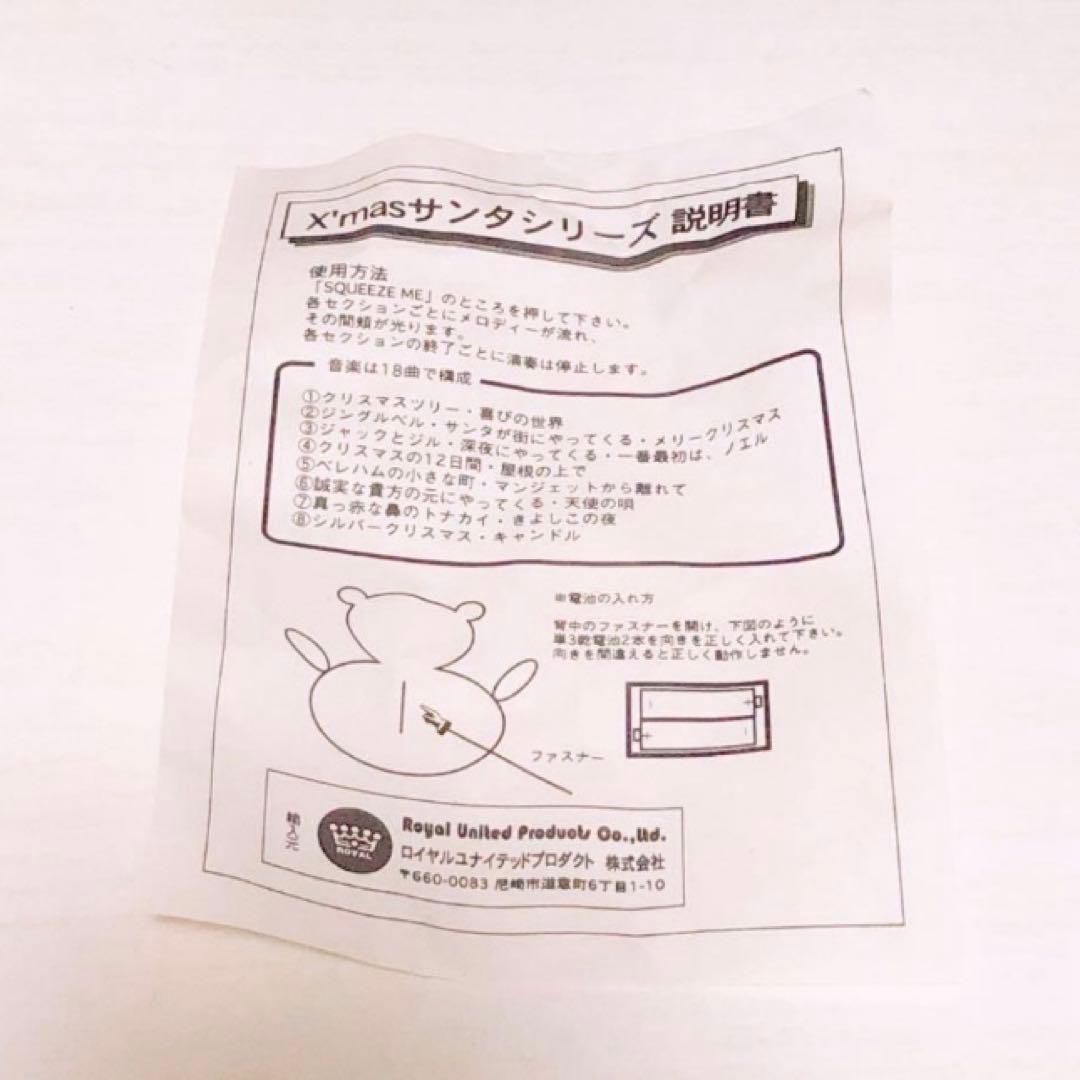 X'masサンタシリーズ 説明書
使用方法
「SQUEEZE ME」のところを押して下さい。
各セクションごとにメロディーが流れ、
その間頬が光ります。
各セクションの終了ごとに演奏は停止します。
音楽は18曲で構成
①クリスマスツリー・喜びの世界
②ジングルベル・サンタが街にやってくる・メリークリスマス
③ジャックとジル・深夜にやってくる・一番最初は、ノエル
④クリスマスの12日間・屋根の上で
⑤ベレハムの小さな町・マンジェットから離れて
⑥誠実な貴方の元にやってくる・天使の唄
⑦真っ赤な鼻のトナカイ・きよしこの夜
⑧シルバークリスマス・キャンドル
※電池の入れ方
背中のファスナーを開け、下図のように
単3乾電池2本を向きを正しく入れて下さい。
向きを間違えると正しく動作しません。
ファスナー
輸入元
ROYAL
Royal United Products Co.,Ltd.
ロイヤルユナイテッドプロダクト 株式会社
〒660-0083 尼崎市道意町6丁目1-10